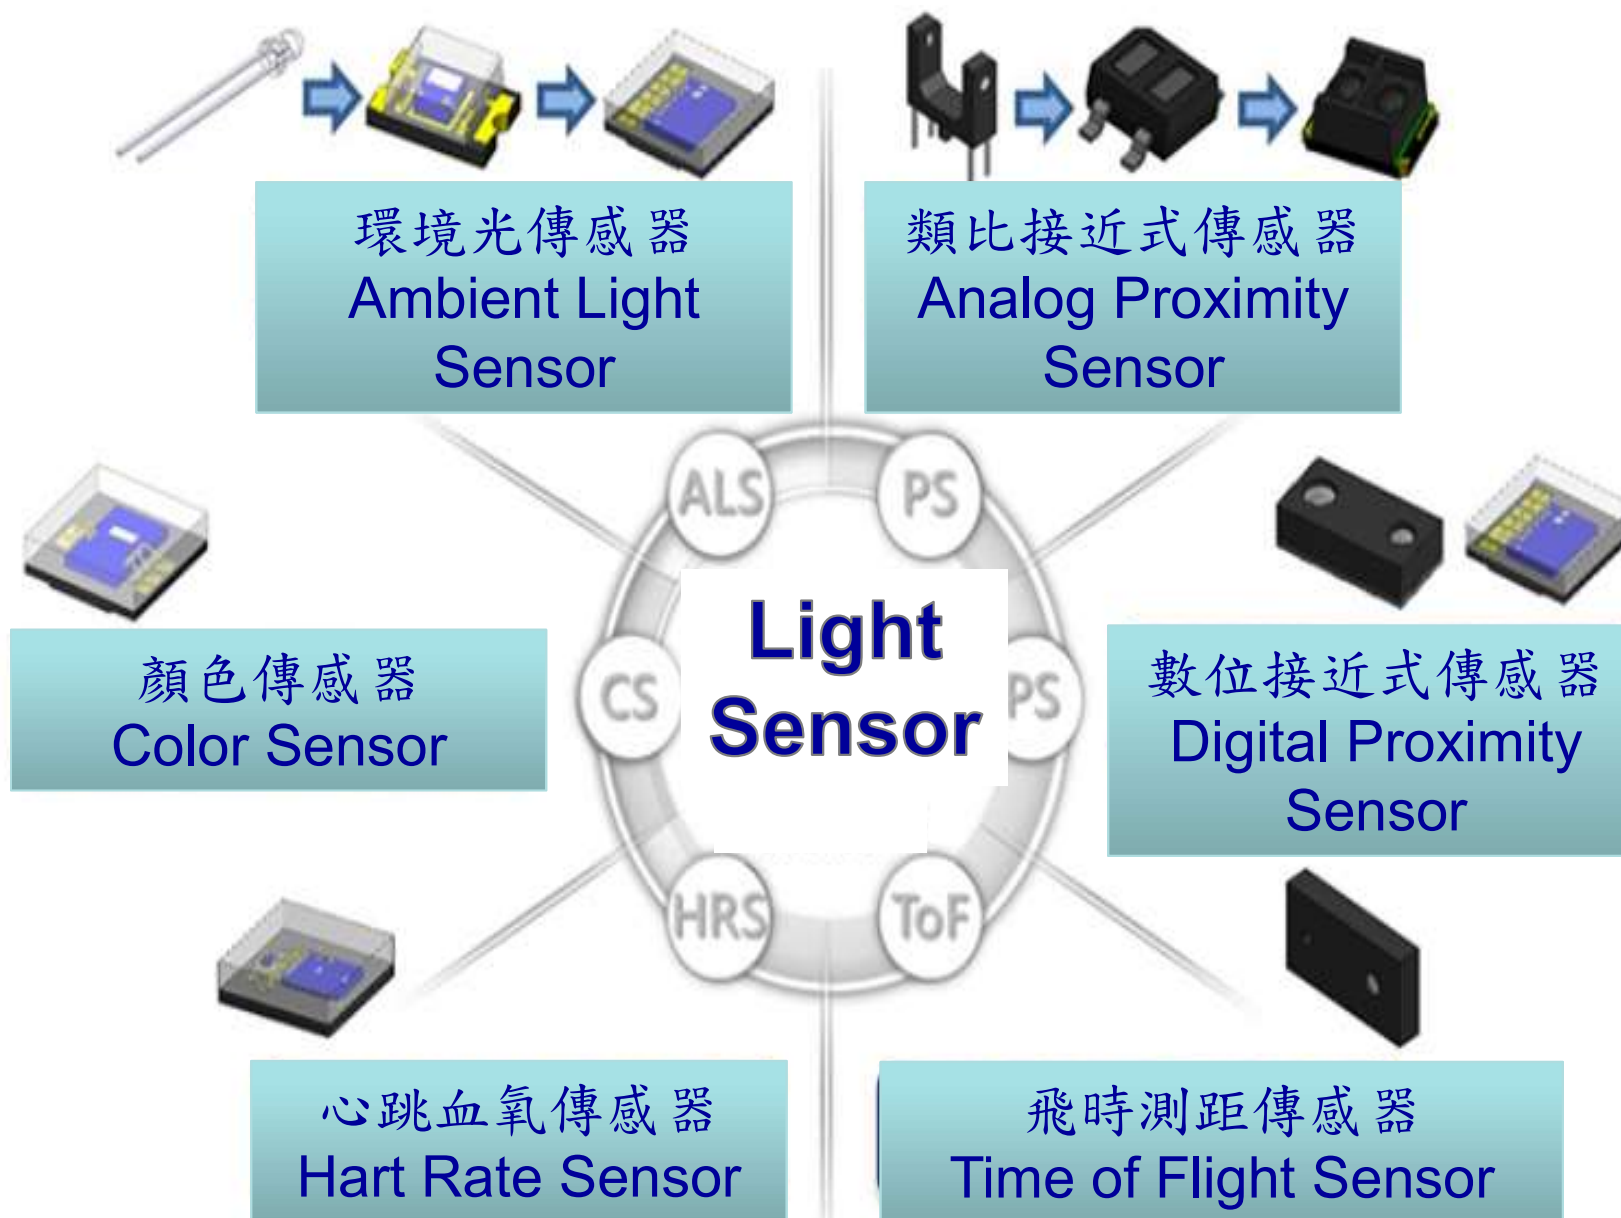 環境光傳感器
Ambient Light
Sensor
類比接近式傳感器
Analog Proximity
Sensor
ALS
PS
顏色傳感器
Color Sensor
CS
Light
Sensor
PS
數位接近式傳感器
Digital Proximity
Sensor
HRS
ToF
心跳血氧傳感器
Hart Rate Sensor
飛時測距傳感器
Time of Flight Sensor